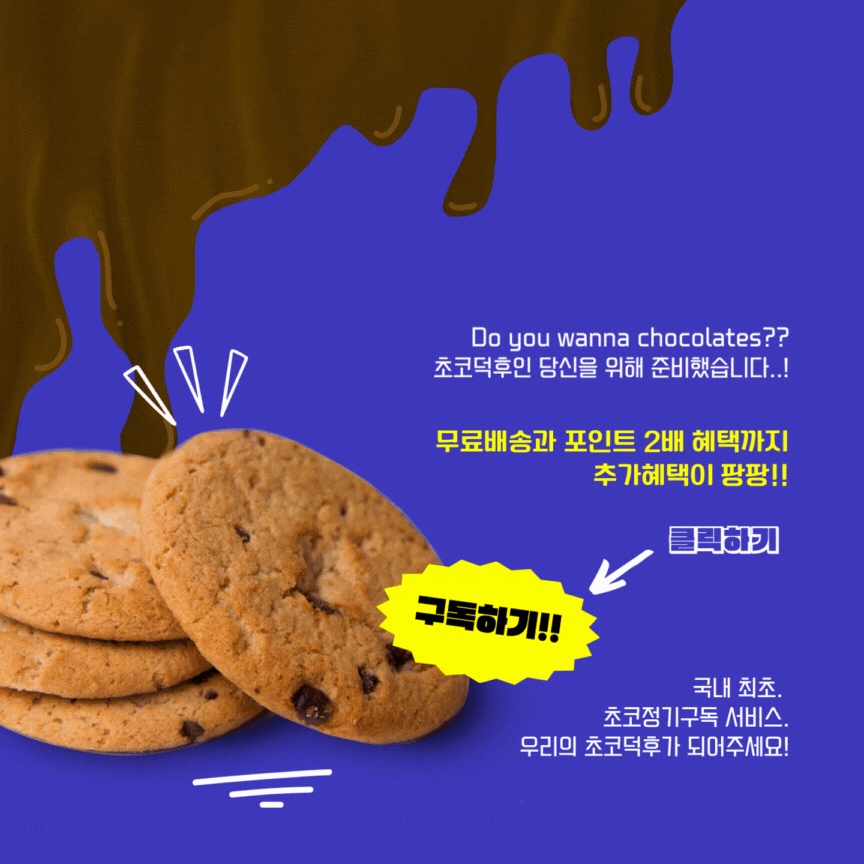 Do you wanna chocolates??
초코덕후인 당신을 위해 준비했습니다..!
무료배송과 포인트 2배 혜택까지
추가혜택이 팡팡!!
클릭하기
구독하기!!
국내 최초.
초코정기구독 서비스.
우리의 초코덕후가 되어주세요!